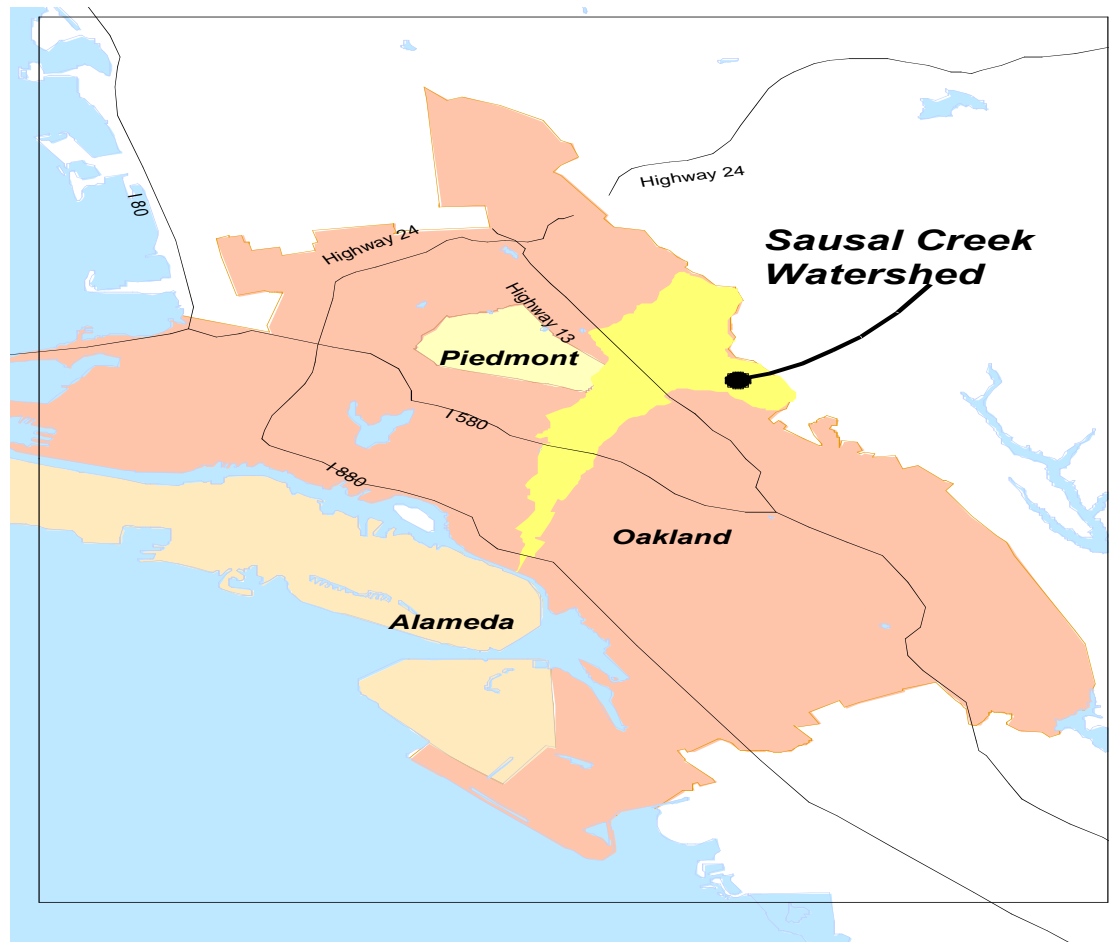 Highway 24
I 80
Highway 24
Sausal Creek
Watershed
Highway 13
Piedmont
I 580
I 880
Oakland
Alameda